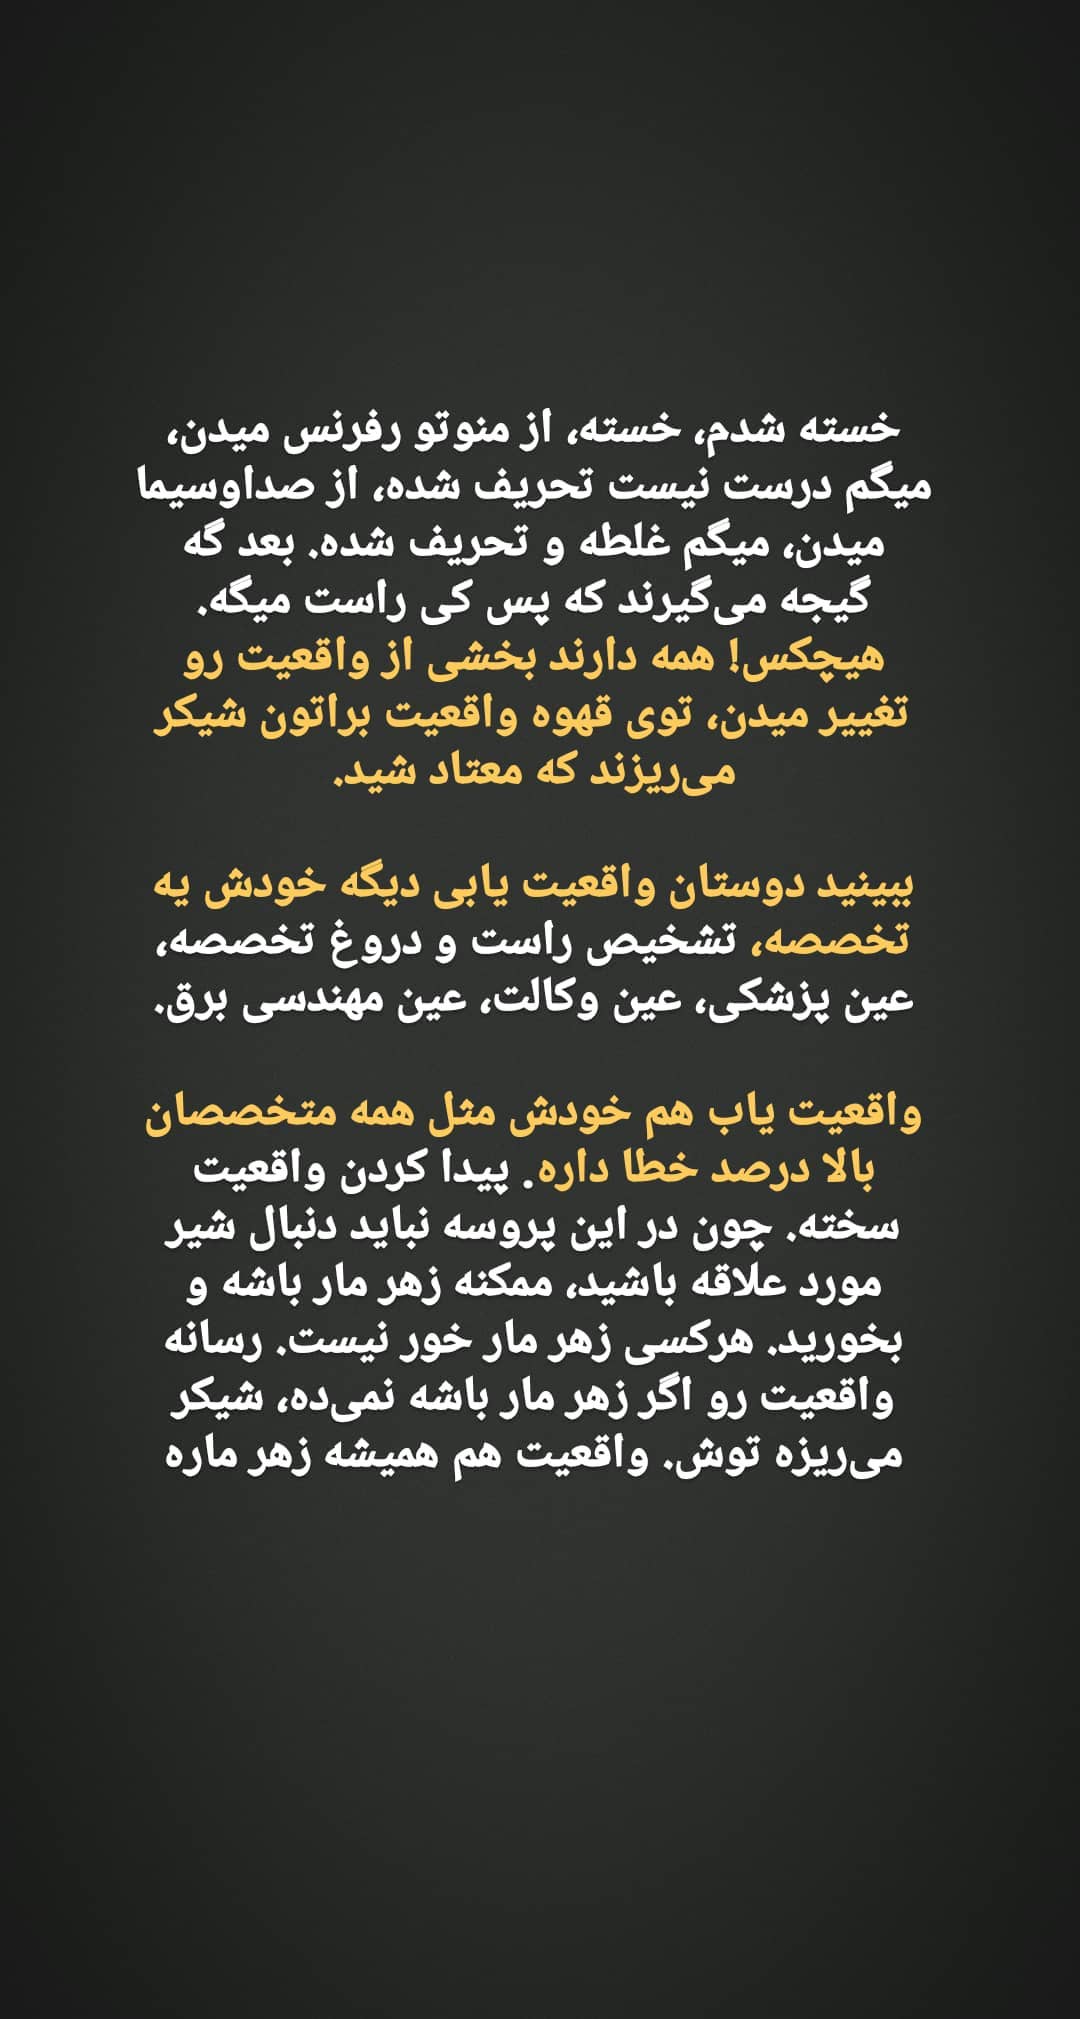 خسته شدم، خسته، از منوتو رفرنس میدن،
میگم درست نیست تحریف شده، از صداوسیما
میدن، میگم غلطه و تحریف شده. بعد گه
گیجه می‌گیرند که پس کی راست میگه.
هیچکس! همه دارند بخشی از واقعیت رو
تغییر میدن، توی قهوه واقعیت براتون شیکر
می‌ریزند که معتاد شید.
ببینید دوستان واقعیت یابی دیگه خودش یه
تخصصه، تشخیص راست و دروغ تخصصه،
عین پزشکی، عین وکالت، عین مهندسی برق.
واقعیت یاب هم خودش مثل همه متخصصان
بالا درصد خطا داره. پیدا کردن واقعیت
سخته. چون در این پروسه نباید دنبال شیر
مورد علاقه باشید، ممکنه زهر مار باشه و
بخورید. هرکسی زهر مار خور نیست. رسانه
واقعیت رو اگر زهر مار باشه نمی‌ده، شیکر
می‌ریزه توش. واقعیت هم همیشه زهر ماره